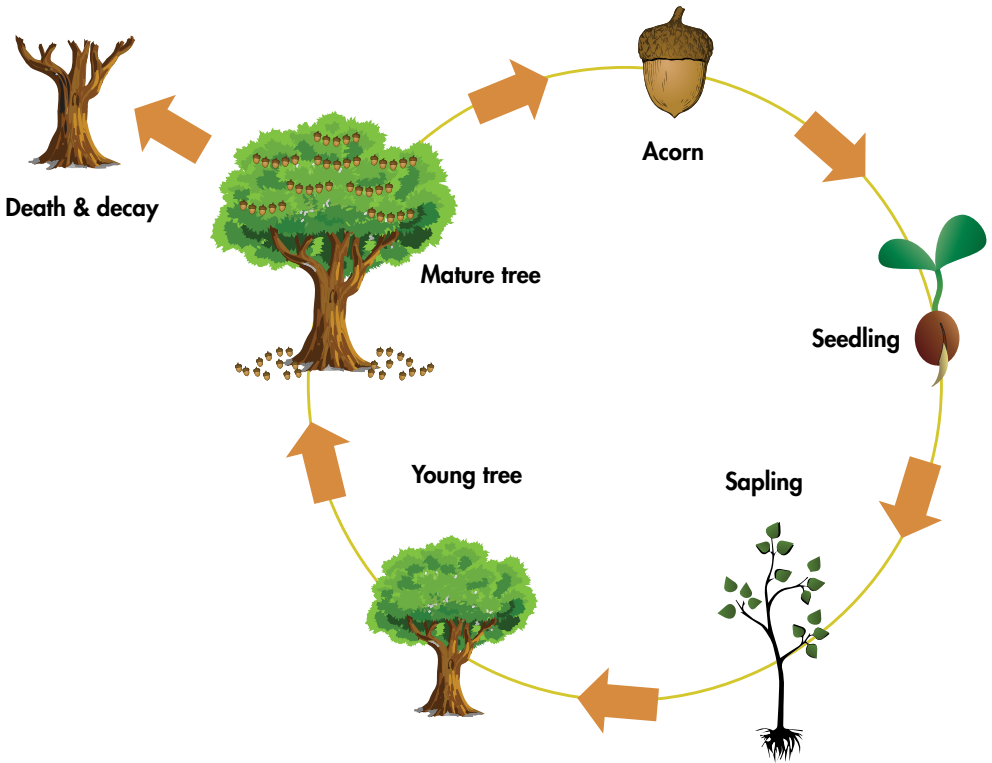 Acorn
Death & decay
Mature tree
Seedling
Young tree
Sapling